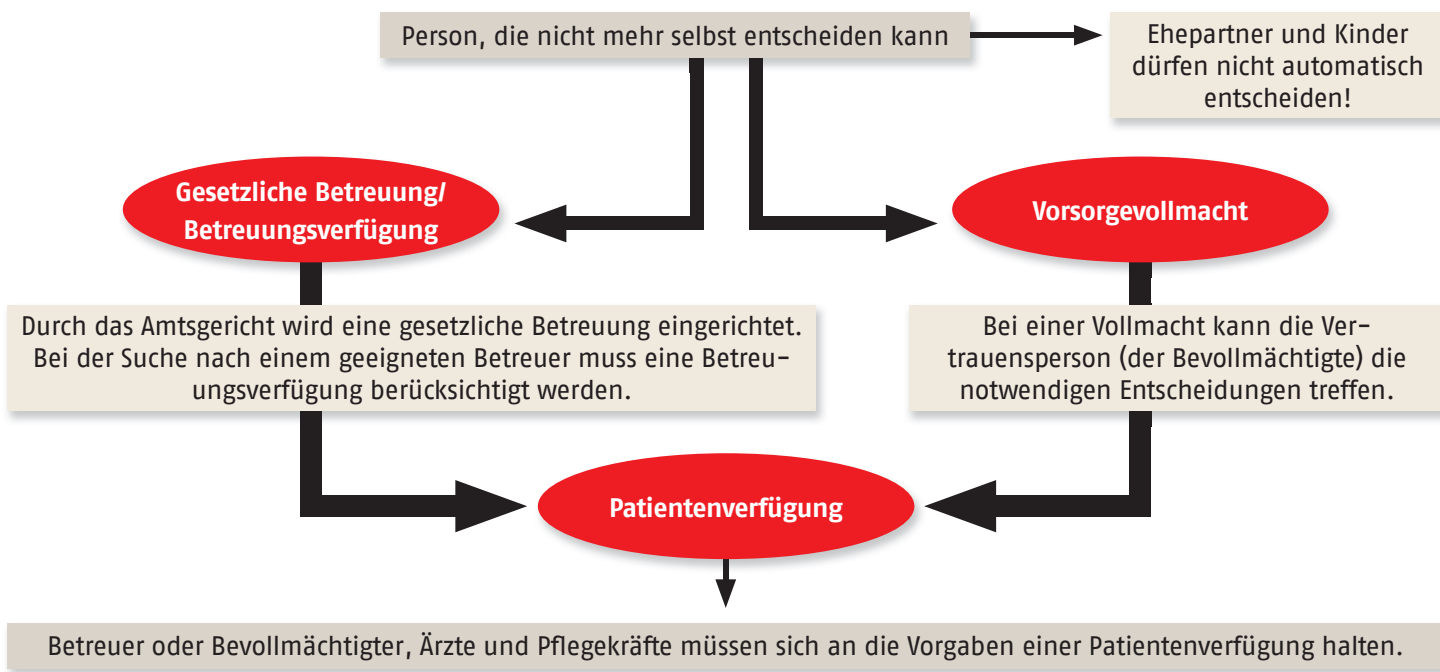 Person, die nicht mehr selbst entscheiden kann
Ehepartner und Kinder
dürfen nicht automatisch
entscheiden!
Gesetzliche Betreuung/
Betreuungsverfügung
Vorsorgevollmacht
Durch das Amtsgericht wird eine gesetzliche Betreuung eingerichtet.
Bei der Suche nach einem geeigneten Betreuer muss eine Betreu-
ungsverfügung berücksichtigt werden.
Bei einer Vollmacht kann die Ver-
trauensperson (der Bevollmächtigte) die
notwendigen Entscheidungen treffen.
Patientenverfügung
Betreuer oder Bevollmächtigter, Ärzte und Pflegekräfte müssen sich an die Vorgaben einer Patientenverfügung halten.